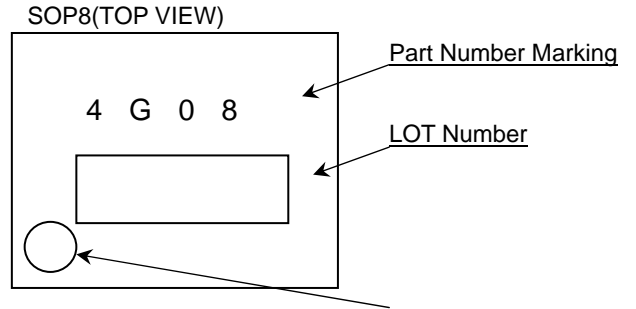 SOP8(TOP VIEW)
Part Number Marking
4 G 0 8
LOT Number